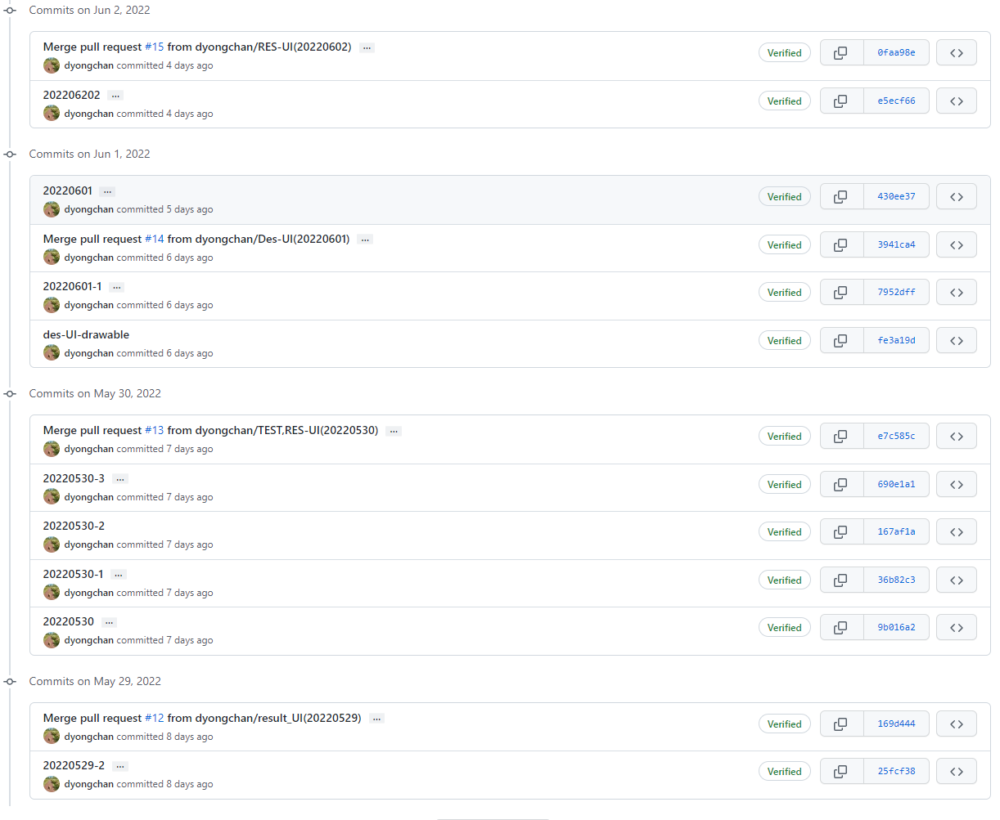 Commits on Jun 2, 2022
Merge pull request #15 from dyongchan/RES-UI(20220602) ...
Verified 0faa98e
dyongchan committed 4 days ago
202206202 ...
Verified e5ecf66
dyongchan committed 4 days ago
Commits on Jun 1, 2022
20220601 ...
Verified 430ee37
dyongchan committed 5 days ago
Merge pull request #14 from dyongchan/Des-UI(20220601) ...
Verified 3941ca4
dyongchan committed 6 days ago
20220601-1 ...
Verified 7952dff
dyongchan committed 6 days ago
des-UI-drawable
Verified fe3a19d
dyongchan committed 6 days ago
Commits on May 30, 2022
Merge pull request #13 from dyongchan/TEST,RES-UI(20220530) ...
Verified e7c585c
dyongchan committed 7 days ago
20220530-3 ...
Verified 690e1a1
dyongchan committed 7 days ago
20220530-2
Verified 167af1a
dyongchan committed 7 days ago
20220530-1 ...
Verified 36b82c3
dyongchan committed 7 days ago
20220530 ...
Verified 9b016a2
dyongchan committed 7 days ago
Commits on May 29, 2022
Merge pull request #12 from dyongchan/result_UI(20220529) ...
Verified 169d444
dyongchan committed 8 days ago
20220529-2 ...
Verified 25fcf38
dyongchan committed 8 days ago